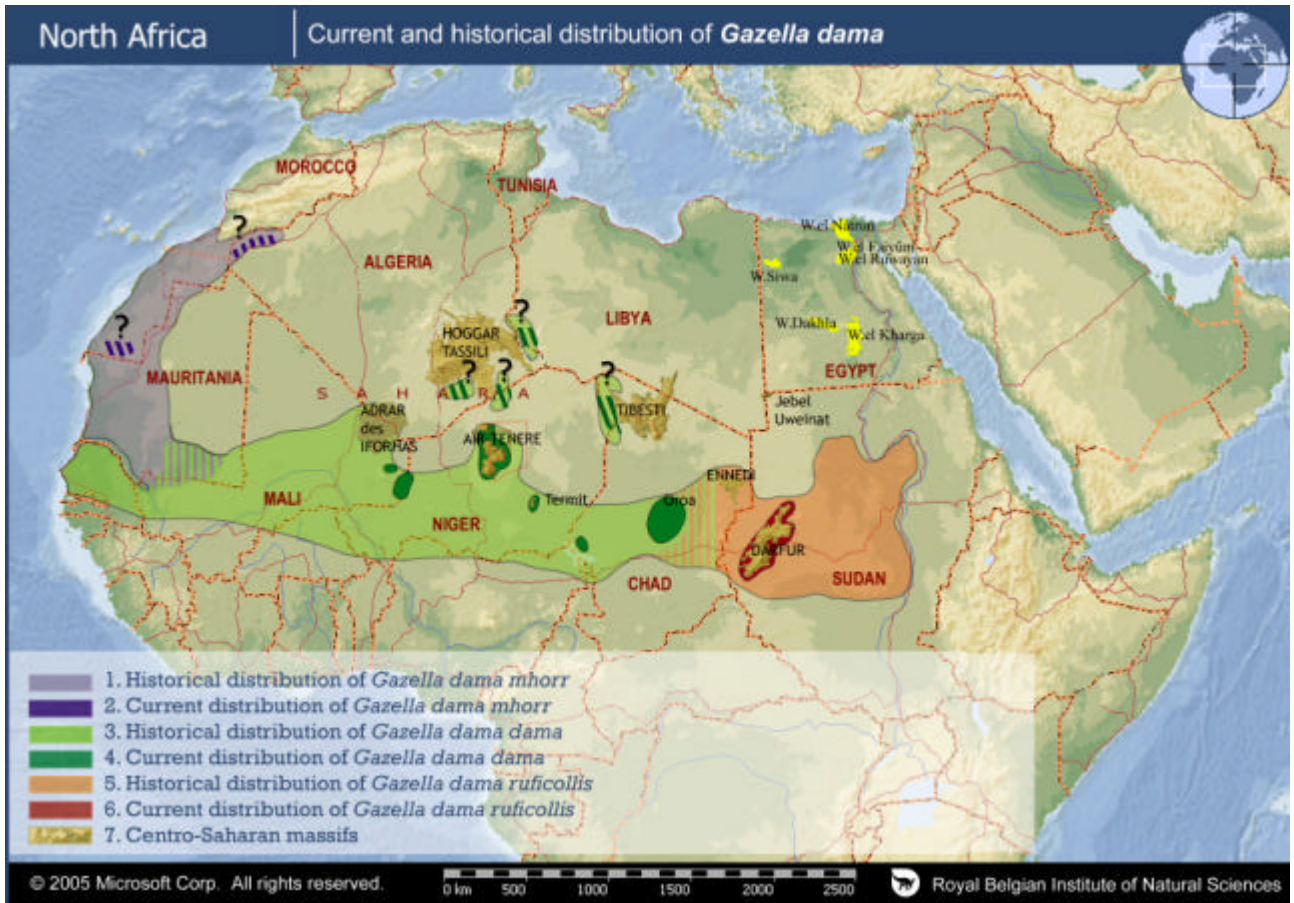 North Africa
Current and historical distribution of Gazella dama
MOROCCO
TUNISIA
?
W.el Natrun
W.el Faiyûm
W.el Ruwayan
ALGERIA
W.Siwa
?
?
LIBYA
W.Dakhla
W.el Kharga
HOGGAR
TASSILI
?
?
?
EGYPT
MAURITANIA
S A H A R A
TIBESTI
Jebel
Uweinat
ADRAR
des
IFORHAS
AIR-TENERE
ENNEDI
MALI
Termit
Oroa
NIGER
DARFUR
CHAD
SUDAN
1. Historical distribution of Gazella dama mhorr
2. Current distribution of Gazella dama mhorr
3. Historical distribution of Gazella dama dama
4. Current distribution of Gazella dama dama
5. Historical distribution of Gazella dama ruficollis
6. Current distribution of Gazella dama ruficollis
7. Centro-Saharan massifs
© 2005 Microsoft Corp. All rights reserved.
0 km 500 1000 1500 2000 2500
Royal Belgian Institute of Natural Sciences